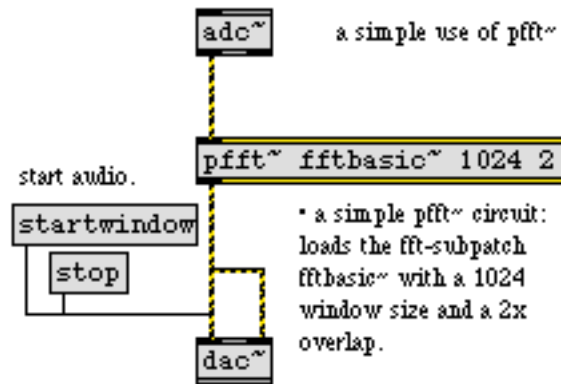 adc~
a simple use of pfft~
pfft~ fftbasic~ 1024 2
start audio.
startwindow
stop
• a simple pfft~ circuit:
loads the fft-subpatch
fftbasic~ with a 1024
window size and a 2x
overlap.
dac~